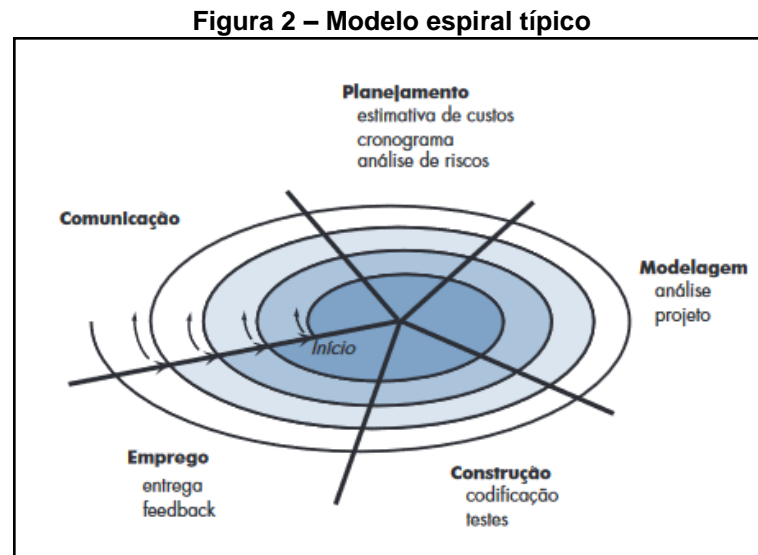 Figura 2 – Modelo espiral típico
Planejamento
estimativa de custos
cronograma
análise de riscos
Comunicação
Modelagem
análise
projeto
Início
Emprego
entrega
feedback
Construção
codificação
testes